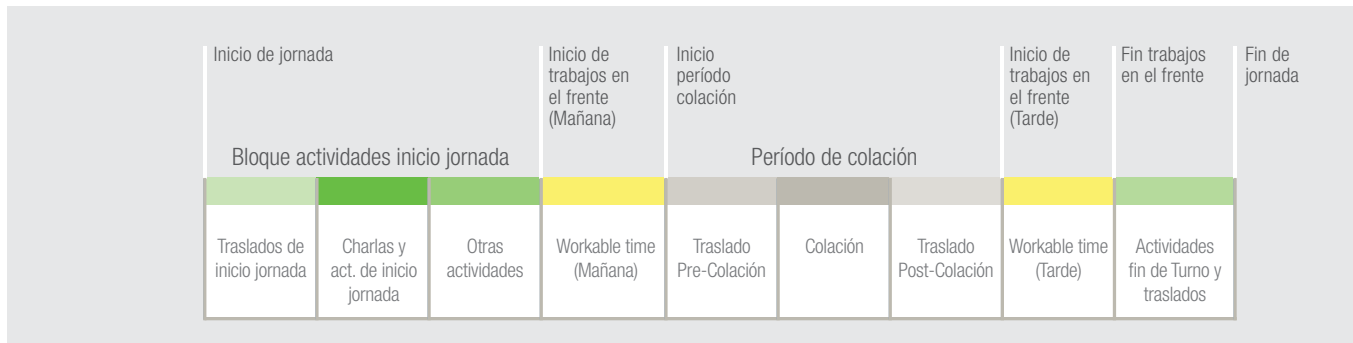 Inicio de jornada
Inicio de
trabajos en
el frente
(Mañana)
Inicio
período
colación
Inicio de
trabajos en
el frente
(Tarde)
Fin trabajos
en el frente
Fin de
jornada
Bloque actividades inicio jornada
Período de colación
Traslados de
inicio jornada
Charlas y
act. de inicio
jornada
Otras
actividades
Workable time
(Mañana)
Traslado
Pre-Colación
Colación
Traslado
Post-Colación
Workable time
(Tarde)
Actividades
fin de Turno y
traslados